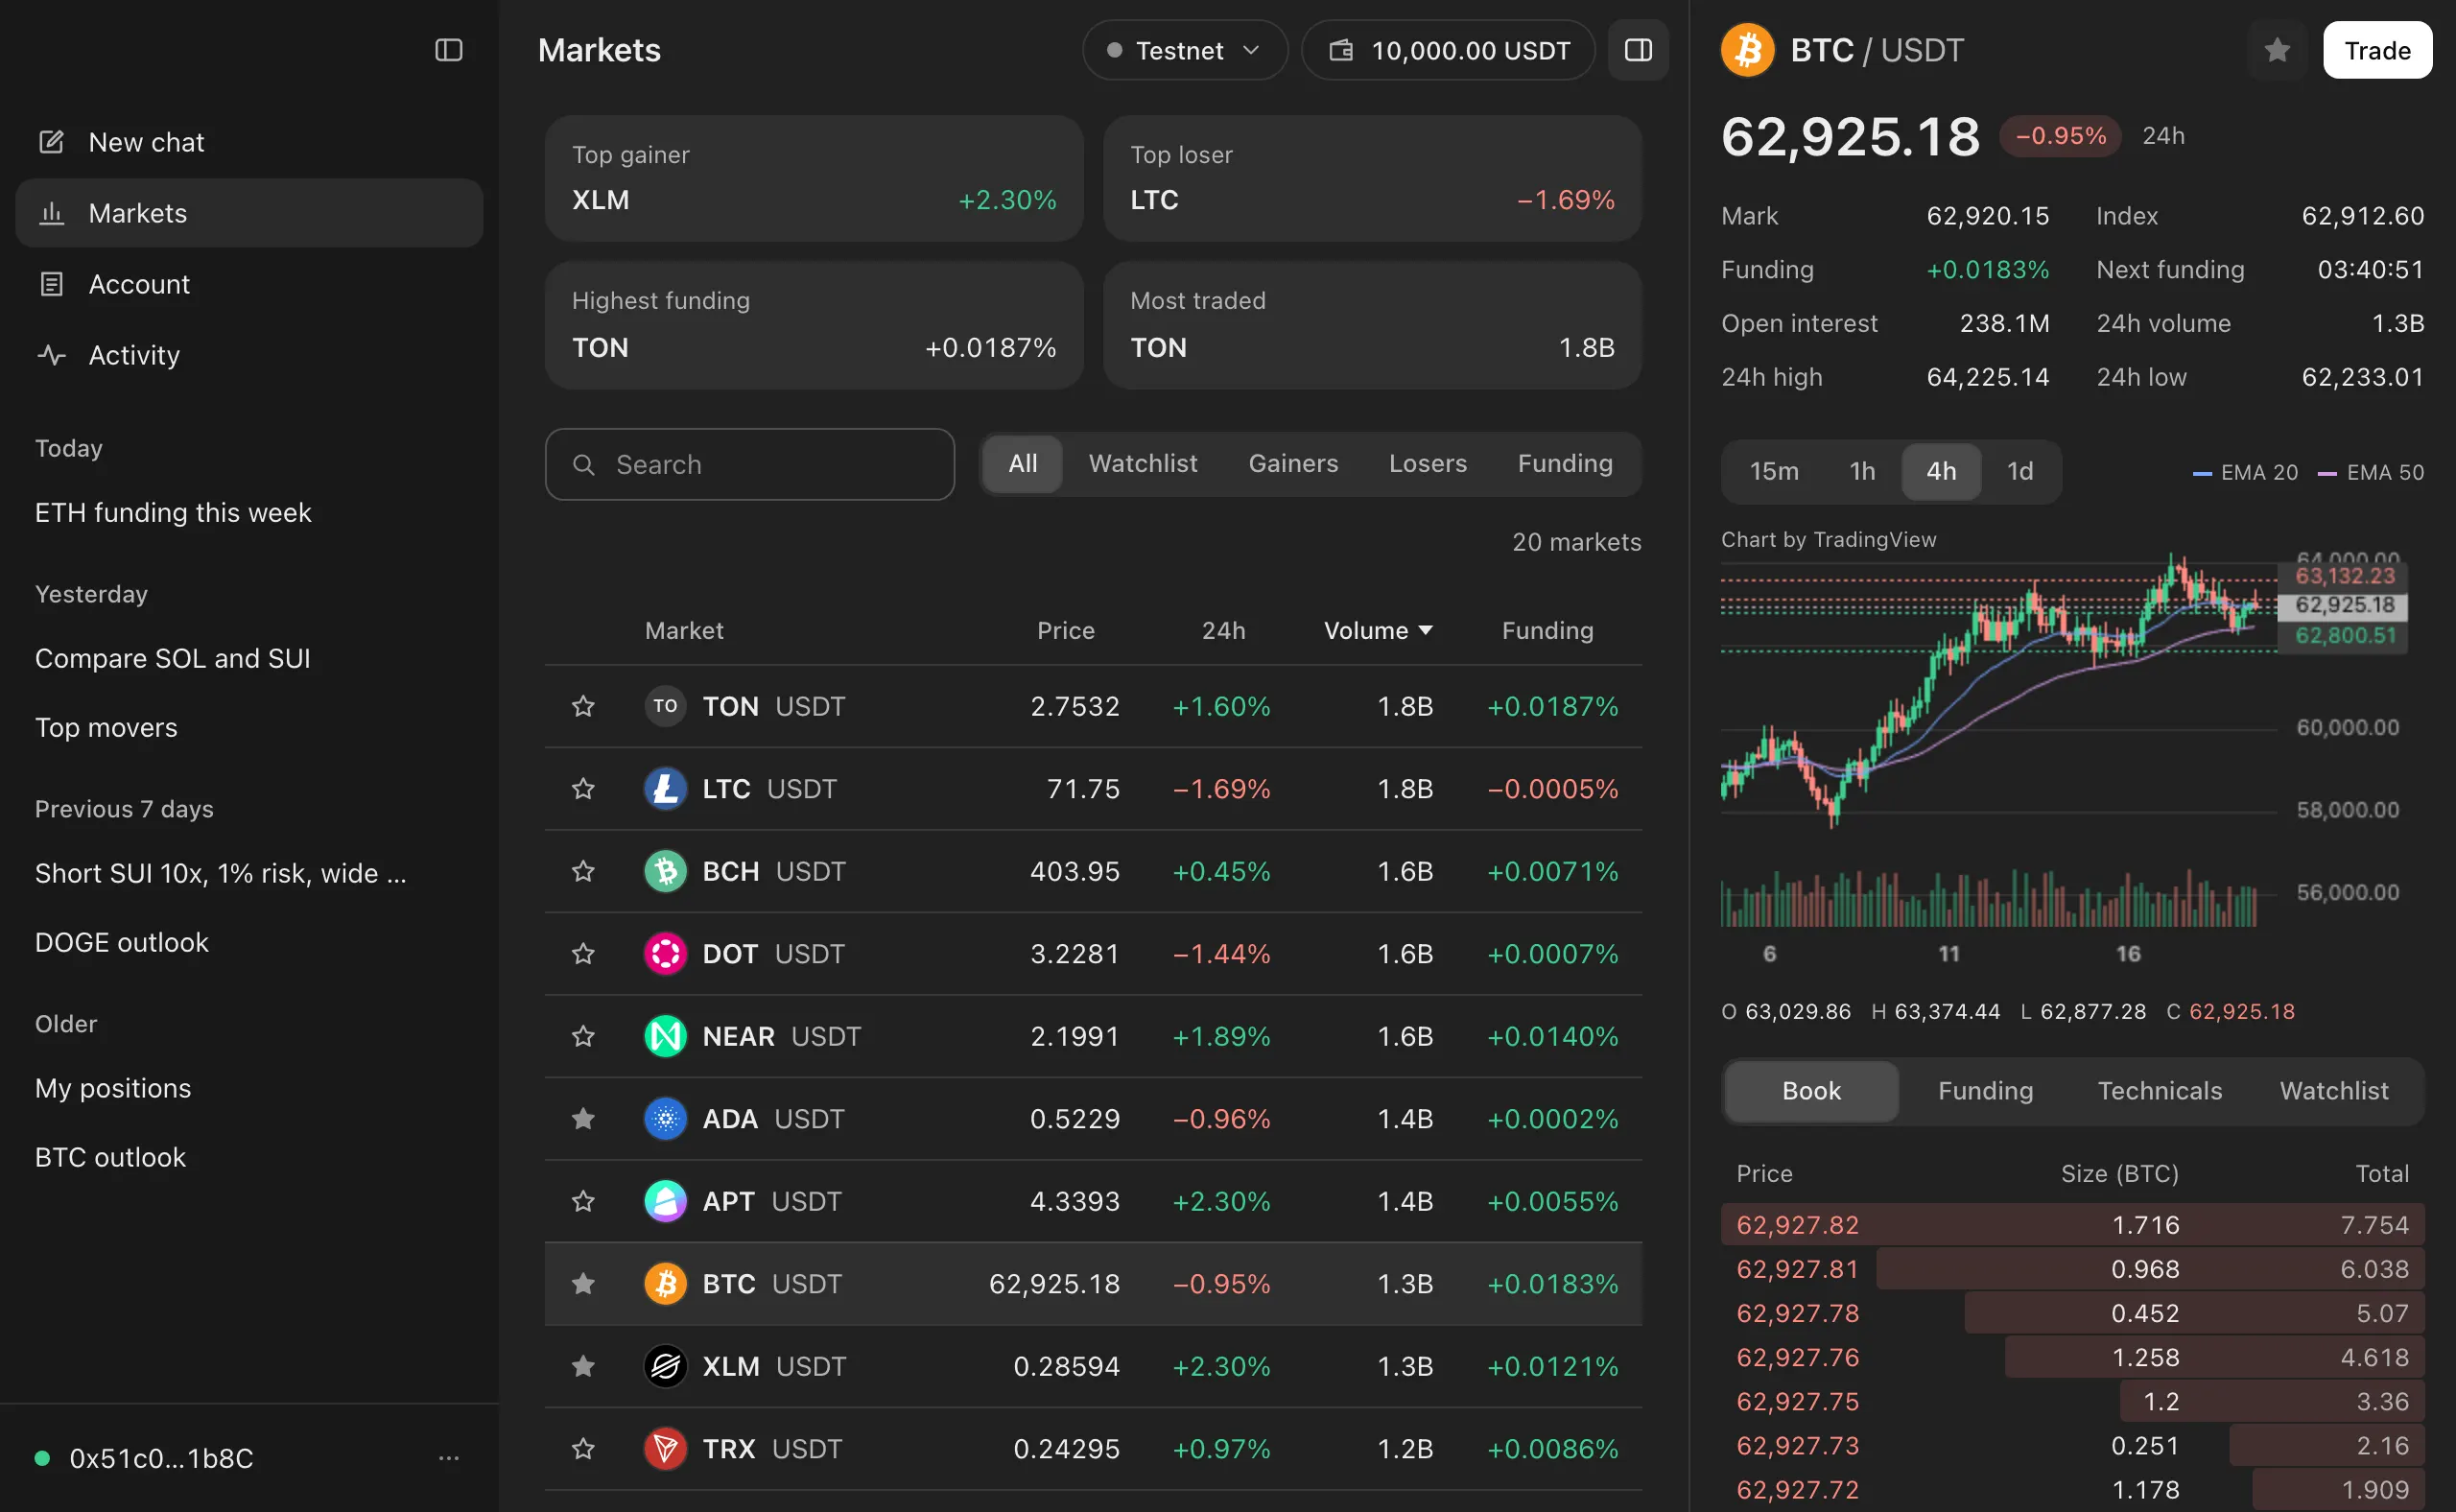 New chat
Markets
Account
Activity
Today
ETH funding this week
Yesterday
Compare SOL and SUI
Top movers
Previous 7 days
Short SUI 10x, 1% risk, wide ...
DOGE outlook
Older
My positions
BTC outlook
0x51c0...1b8C
Markets
Testnet
10,000.00 USDT
Top gainer
XLM +2.30%
Top loser
LTC −1.69%
Highest funding
TON +0.0187%
Most traded
TON 1.8B
Search
All Watchlist Gainers Losers Funding
20 markets
Market Price 24h Volume Funding
TO TON USDT 2.7532 +1.60% 1.8B +0.0187%
LTC USDT 71.75 −1.69% 1.8B −0.0005%
BCH USDT 403.95 +0.45% 1.6B +0.0071%
DOT USDT 3.2281 −1.44% 1.6B +0.0007%
NEAR USDT 2.1991 +1.89% 1.6B +0.0140%
ADA USDT 0.5229 −0.96% 1.4B +0.0002%
APT USDT 4.3393 +2.30% 1.4B +0.0055%
BTC USDT 62,925.18 −0.95% 1.3B +0.0183%
XLM USDT 0.28594 +2.30% 1.3B +0.0121%
TRX USDT 0.24295 +0.97% 1.2B +0.0086%
BTC / USDT
Trade
62,925.18 −0.95% 24h
Mark 62,920.15 Index 62,912.60
Funding +0.0183% Next funding 03:40:51
Open interest 238.1M 24h volume 1.3B
24h high 64,225.14 24h low 62,233.01
15m 1h 4h 1d
EMA 20 EMA 50
Chart by TradingView
64,000.00
63,132.23
62,925.18
62,800.51
60,000.00
58,000.00
56,000.00
6 11 16
O 63,029.86 H 63,374.44 L 62,877.28 C 62,925.18
Book Funding Technicals Watchlist
Price Size (BTC) Total
62,927.82 1.716 7.754
62,927.81 0.968 6.038
62,927.78 0.452 5.07
62,927.76 1.258 4.618
62,927.75 1.2 3.36
62,927.73 0.251 2.16
62,927.72 1.178 1.909